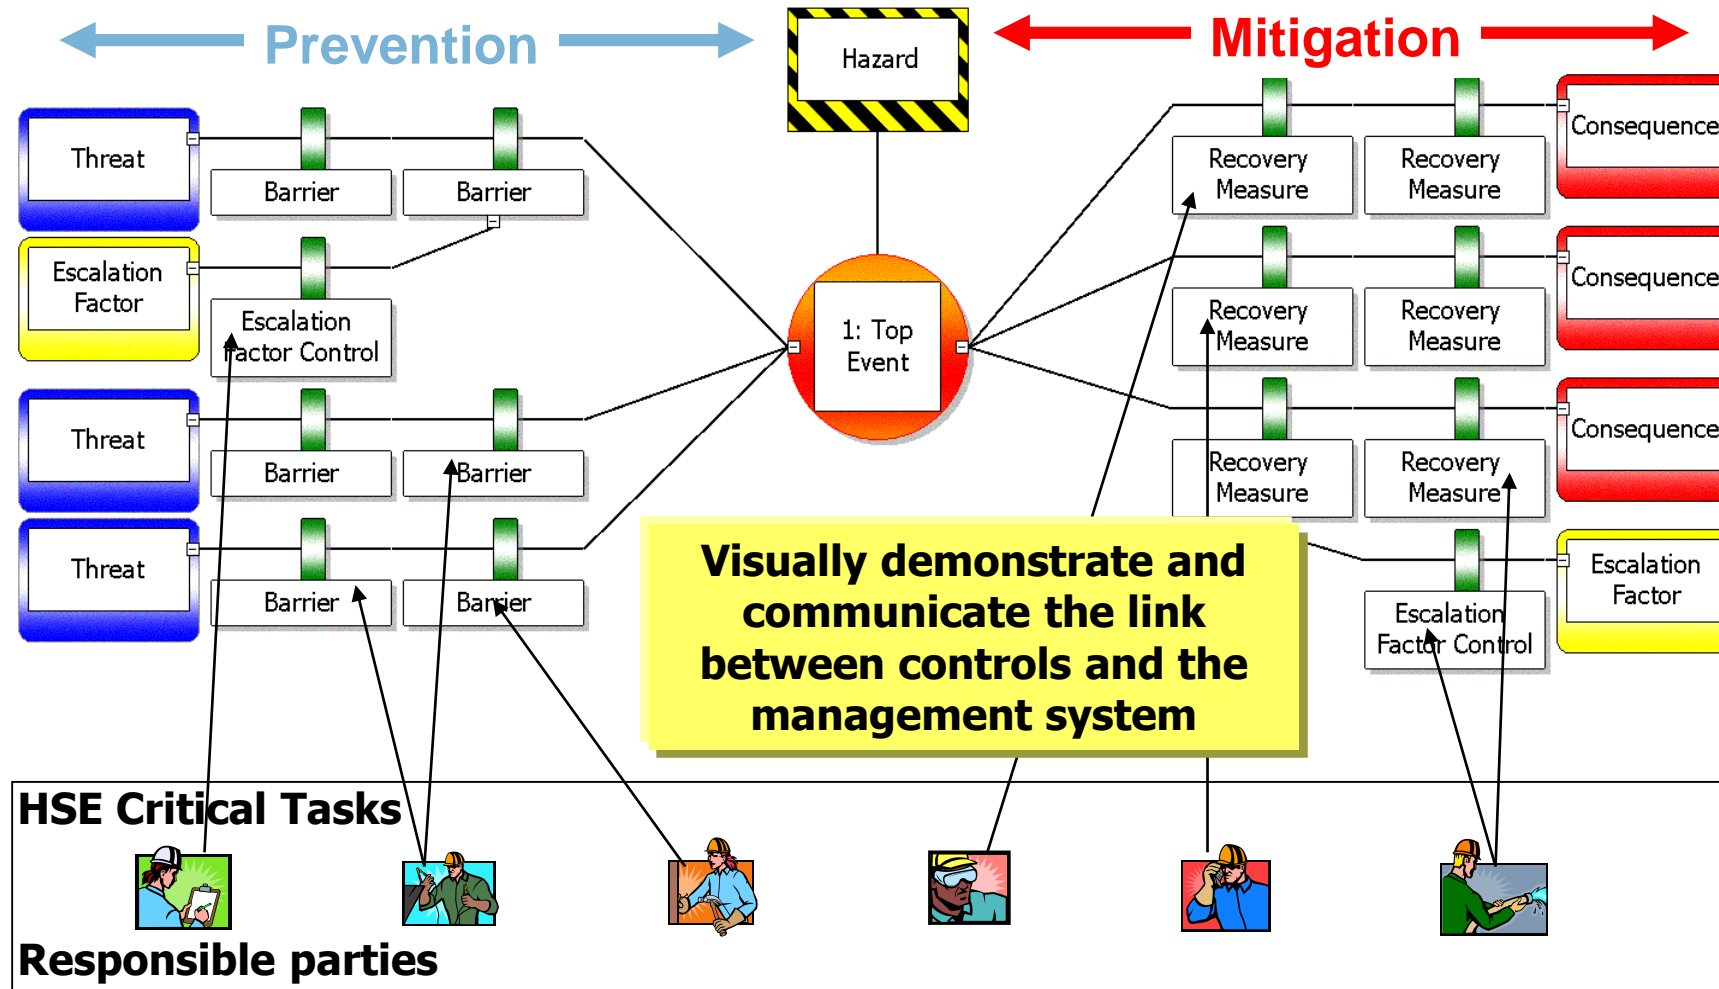 Prevention
Hazard
Mitigation
Threat
Barrier
Barrier
Recovery
Measure
Recovery
Measure
Consequence
Escalation
Factor
Escalation
Factor Control
1: Top
Event
Recovery
Measure
Recovery
Measure
Consequence
Threat
Barrier
Barrier
Recovery
Measure
Recovery
Measure
Consequence
Threat
Barrier
Barrier
Visually demonstrate and
communicate the link
between controls and the
management system
Escalation
Factor Control
Escalation
Factor
HSE Critical Tasks
Responsible parties